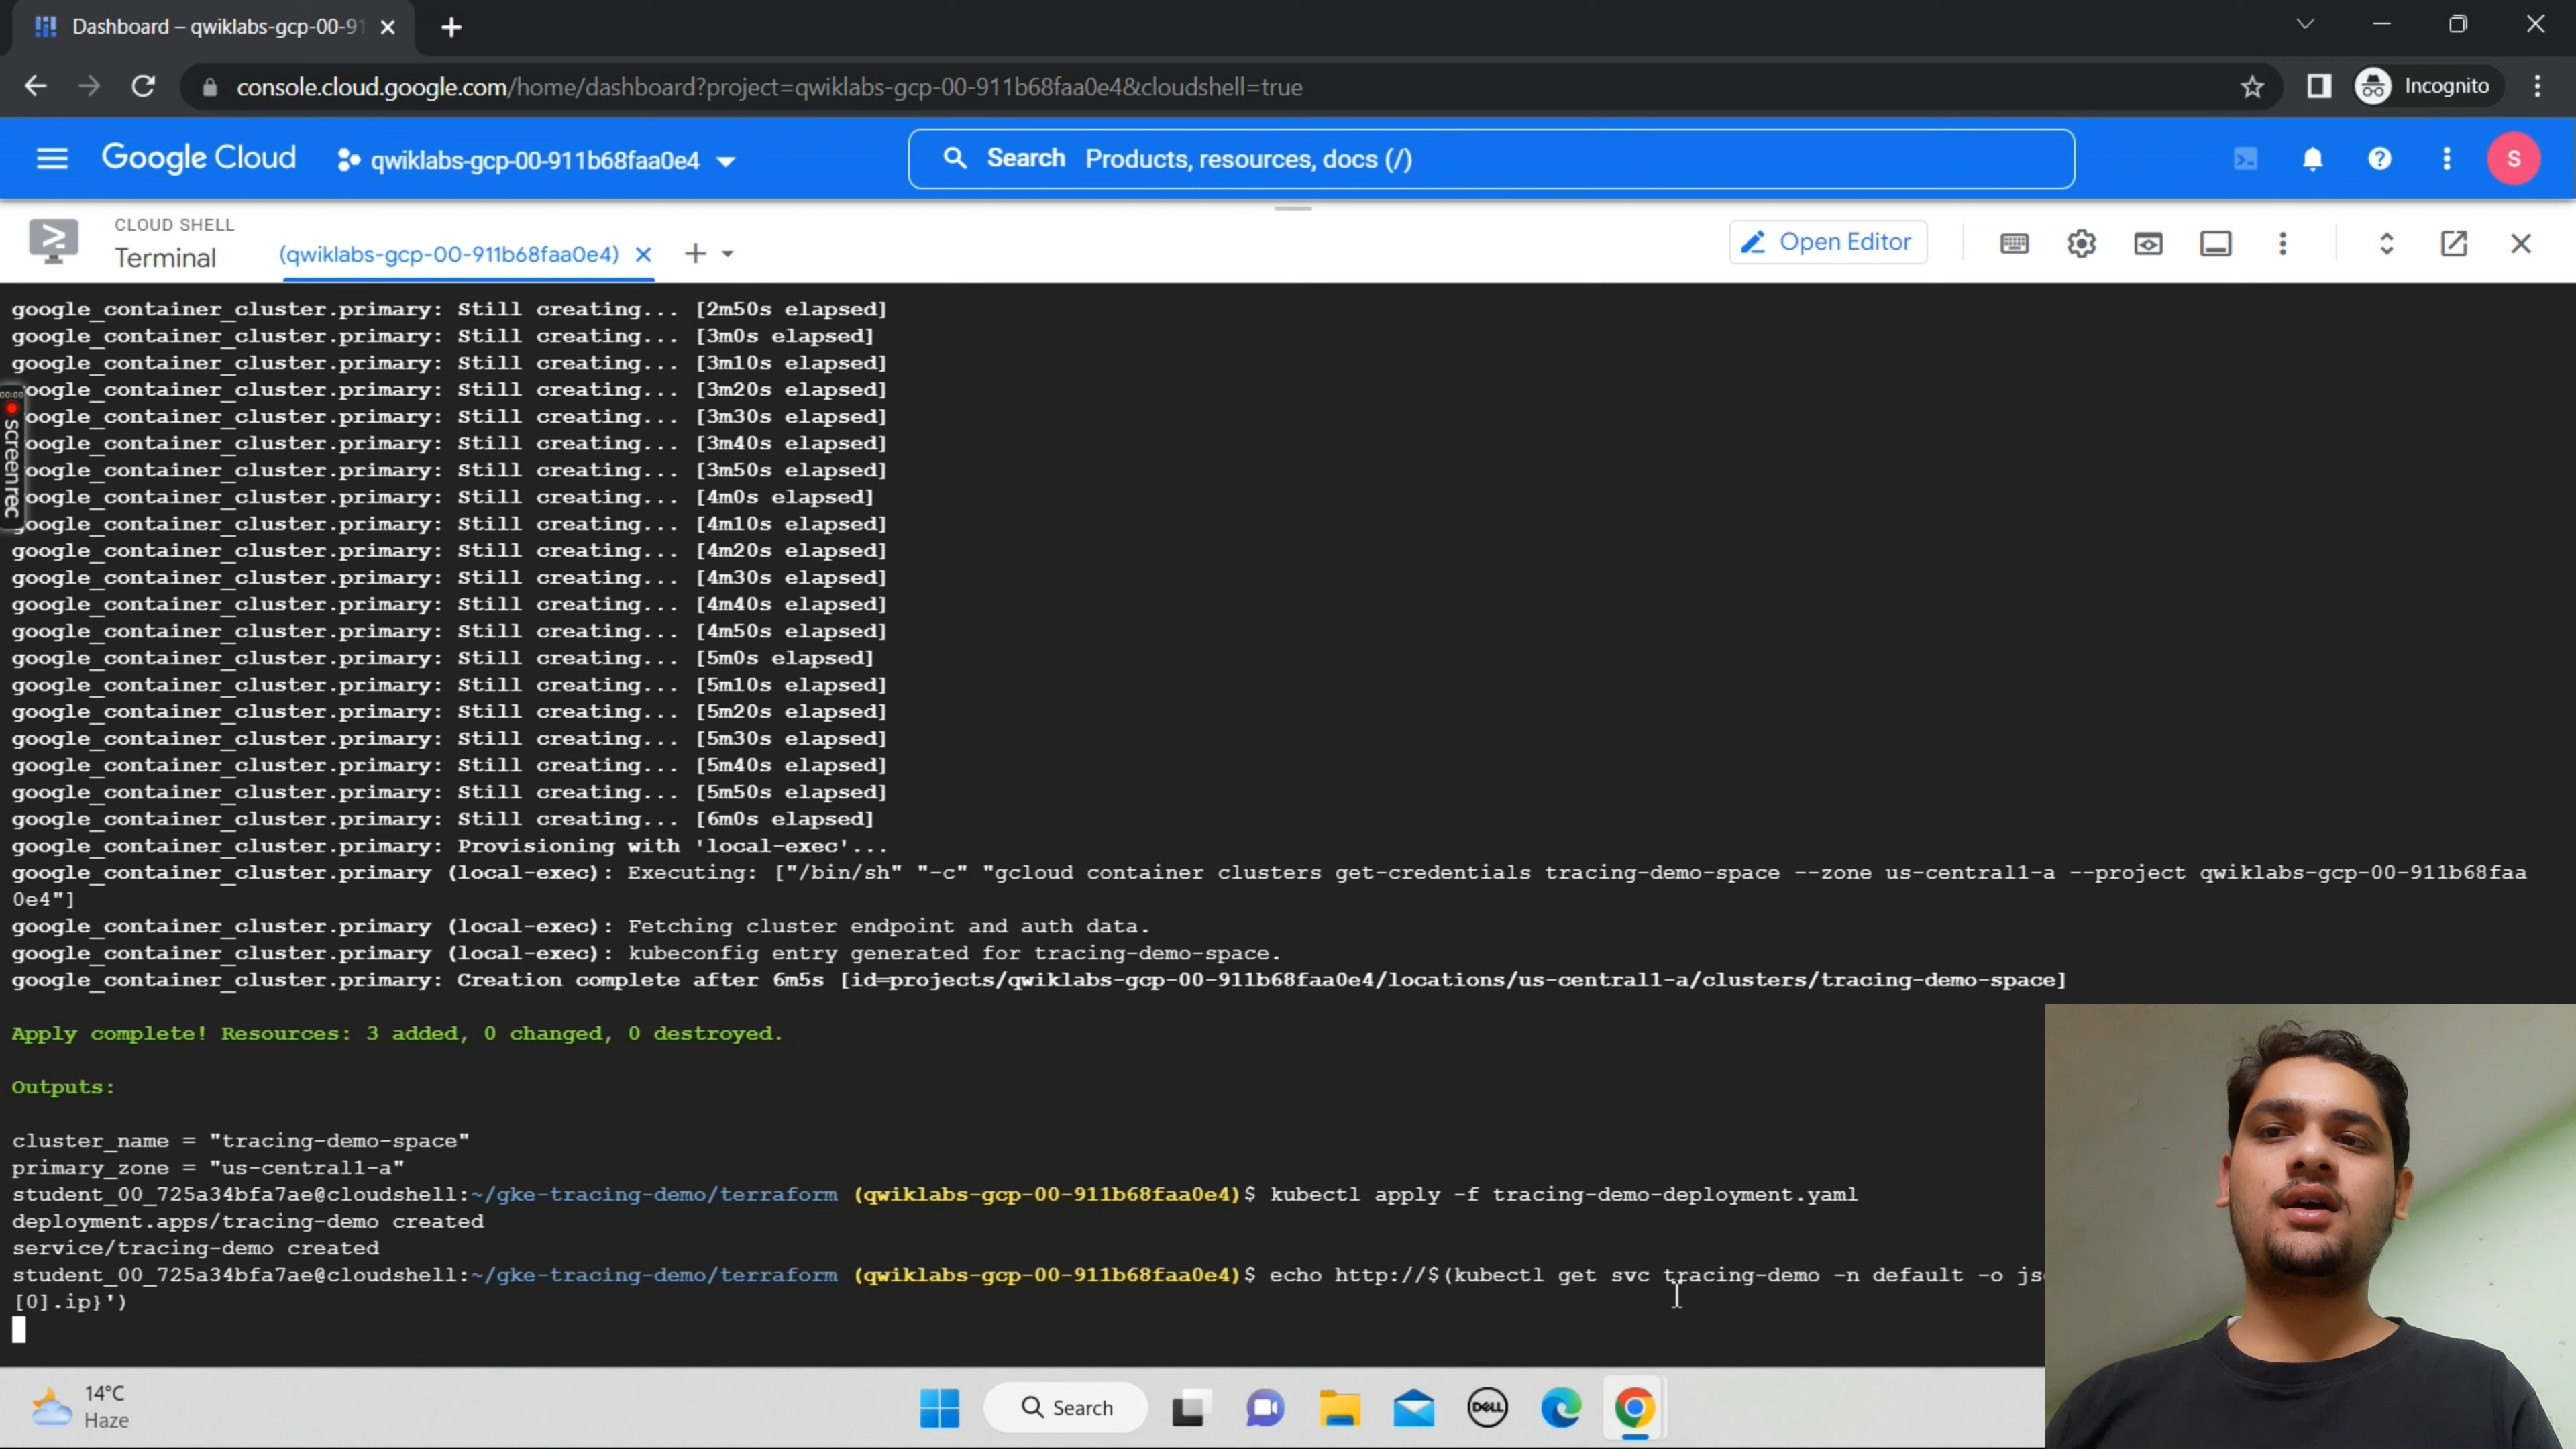 Dashboard – qwiklabs-gcp-00-91
console.cloud.google.com/home/dashboard?project=qwiklabs-gcp-00-911b68faa0e4&cloudshell=true
Incognito
Google Cloud
qwiklabs-gcp-00-911b68faa0e4
Search Products, resources, docs (/)
S
CLOUD SHELL
Terminal
(qwiklabs-gcp-00-911b68faa0e4)
Open Editor
google_container_cluster.primary: Still creating... [2m50s elapsed]
google_container_cluster.primary: Still creating... [3m0s elapsed]
google_container_cluster.primary: Still creating... [3m10s elapsed]
oogle_container_cluster.primary: Still creating... [3m20s elapsed]
oogle_container_cluster.primary: Still creating... [3m30s elapsed]
oogle_container_cluster.primary: Still creating... [3m40s elapsed]
oogle_container_cluster.primary: Still creating... [3m50s elapsed]
oogle_container_cluster.primary: Still creating... [4m0s elapsed]
google_container_cluster.primary: Still creating... [4m10s elapsed]
google_container_cluster.primary: Still creating... [4m20s elapsed]
google_container_cluster.primary: Still creating... [4m30s elapsed]
google_container_cluster.primary: Still creating... [4m40s elapsed]
google_container_cluster.primary: Still creating... [4m50s elapsed]
google_container_cluster.primary: Still creating... [5m0s elapsed]
google_container_cluster.primary: Still creating... [5m10s elapsed]
google_container_cluster.primary: Still creating... [5m20s elapsed]
google_container_cluster.primary: Still creating... [5m30s elapsed]
google_container_cluster.primary: Still creating... [5m40s elapsed]
google_container_cluster.primary: Still creating... [5m50s elapsed]
google_container_cluster.primary: Still creating... [6m0s elapsed]
google_container_cluster.primary: Provisioning with 'local-exec'...
google_container_cluster.primary (local-exec): Executing: ["/bin/sh" "-c" "gcloud container clusters get-credentials tracing-demo-space --zone us-central1-a --project qwiklabs-gcp-00-911b68faa
0e4"]
google_container_cluster.primary (local-exec): Fetching cluster endpoint and auth data.
google_container_cluster.primary (local-exec): kubeconfig entry generated for tracing-demo-space.
google_container_cluster.primary: Creation complete after 6m5s [id=projects/qwiklabs-gcp-00-911b68faa0e4/locations/us-central1-a/clusters/tracing-demo-space]
Apply complete! Resources: 3 added, 0 changed, 0 destroyed.
Outputs:
cluster_name = "tracing-demo-space"
primary_zone = "us-central1-a"
student_00_725a34bfa7ae@cloudshell:~/gke-tracing-demo/terraform (qwiklabs-gcp-00-911b68faa0e4)$ kubectl apply -f tracing-demo-deployment.yaml
deployment.apps/tracing-demo created
service/tracing-demo created
student_00_725a34bfa7ae@cloudshell:~/gke-tracing-demo/terraform (qwiklabs-gcp-00-911b68faa0e4)$ echo http://$(kubectl get svc tracing-demo -n default -o js
[0].ip}')
00:00
screenrec
14°C
Haze
Search
DELL